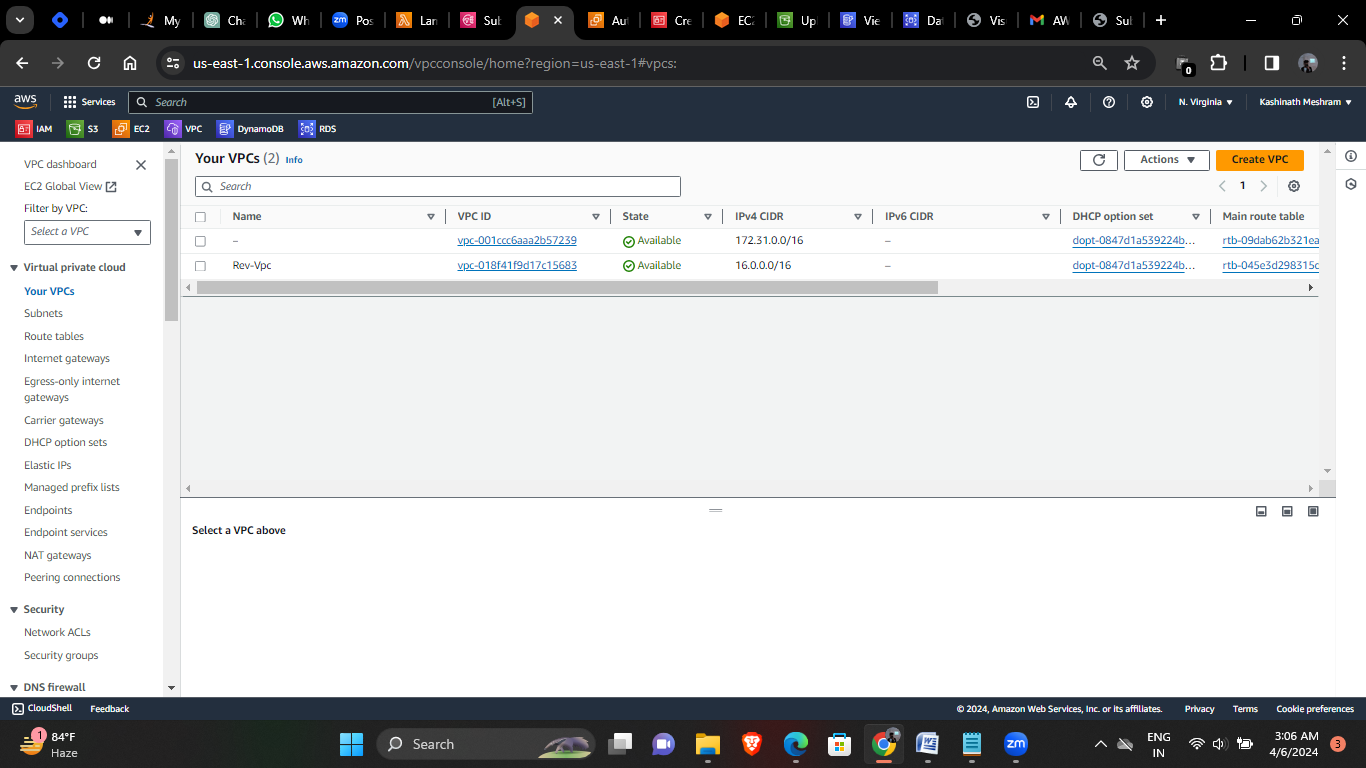 My
Cha
Wh
zm Pos
Lar
Sub
Aut
Cre
EC2
Up
Vie
Dat
Vis
AW
Sul
us-east-1.console.aws.amazon.com/vpcconsole/home?region=us-east-1#vpcs:
0
aws Services Search [Alt+S] N. Virginia Kashinath Meshram
IAM S3 EC2 VPC DynamoDB RDS
VPC dashboard
EC2 Global View
Filter by VPC:
Select a VPC
Virtual private cloud
Your VPCs
Subnets
Route tables
Internet gateways
Egress-only internet
gateways
Carrier gateways
DHCP option sets
Elastic IPs
Managed prefix lists
Endpoints
Endpoint services
NAT gateways
Peering connections
Security
Network ACLs
Security groups
DNS firewall
Your VPCs (2) Info
Actions Create VPC
Search
1
Name VPC ID State IPv4 CIDR IPv6 CIDR DHCP option set Main route table
– vpc-001ccc6aaa2b57239 Available 172.31.0.0/16 – dopt-0847d1a539224b... rtb-09dab62b321ea
Rev-Vpc vpc-018f41f9d17c15683 Available 16.0.0.0/16 – dopt-0847d1a539224b... rtb-045e3d298315c
Select a VPC above
CloudShell Feedback © 2024, Amazon Web Services, Inc. or its affiliates. Privacy Terms Cookie preferences
1
84°F
Haze
Search
zm
ENG
IN
3:06 AM
4/6/2024
3